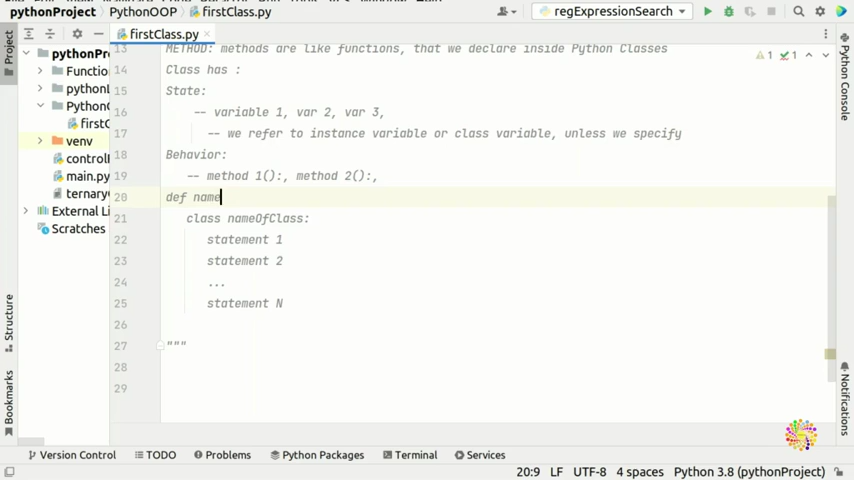 pythonProject
PythonOOP
firstClass.py
regExpressionSearch
Project
firstClass.py
pythonPr
Function
pythonL
PythonO
firstC
venv
controlF
main.py
ternary
External Li
Scratches
Structure
Bookmarks
13 METHOD: methods are like functions, that we declare inside Python Classes
14 Class has :
15 State:
16 -- variable 1, var 2, var 3,
17 -- we refer to instance variable or class variable, unless we specify
18 Behavior:
19 -- method 1():, method 2():,
20 def name
21 class nameOfClass:
22 statement 1
23 statement 2
24 ...
25 statement N
26
27 """
28
29
1 1
Python Console
Notifications
Version Control TODO Problems Python Packages Terminal Services
20:9 LF UTF-8 4 spaces Python 3.8 (pythonProject)